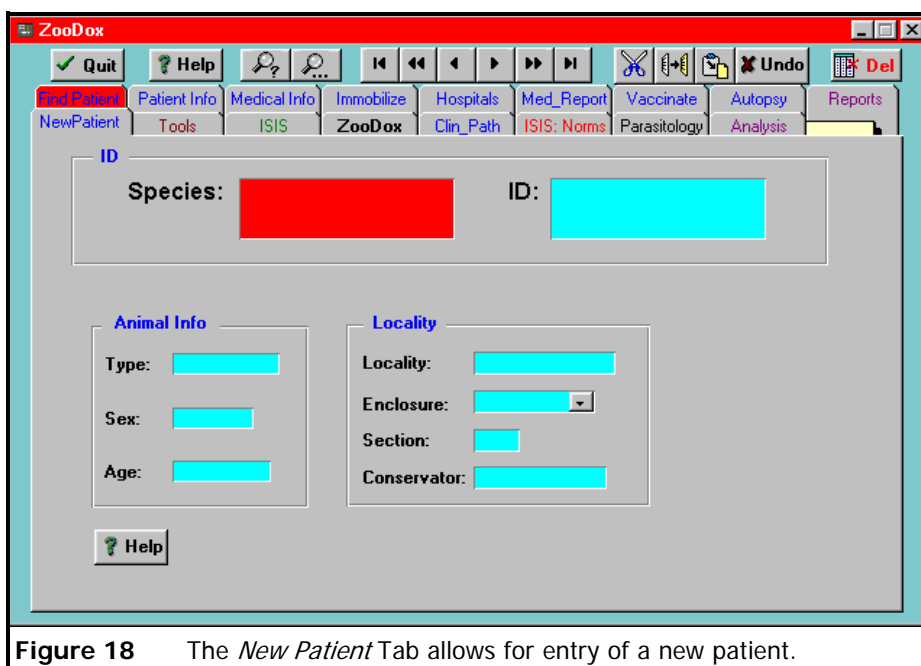 ZooDox
Quit Help ? ... Undo Del
Find Patient Patient Info Medical Info Immobilize Hospitals Med_Report Vaccinate Autopsy Reports
NewPatient Tools ISIS ZooDox Clin_Path ISIS: Norms Parasitology Analysis
ID
Species: ID:
Animal Info Locality
Type: Locality:
Sex: Enclosure:
Section:
Age: Conservator:
? Help
Figure 18 The New Patient Tab allows for entry of a new patient.